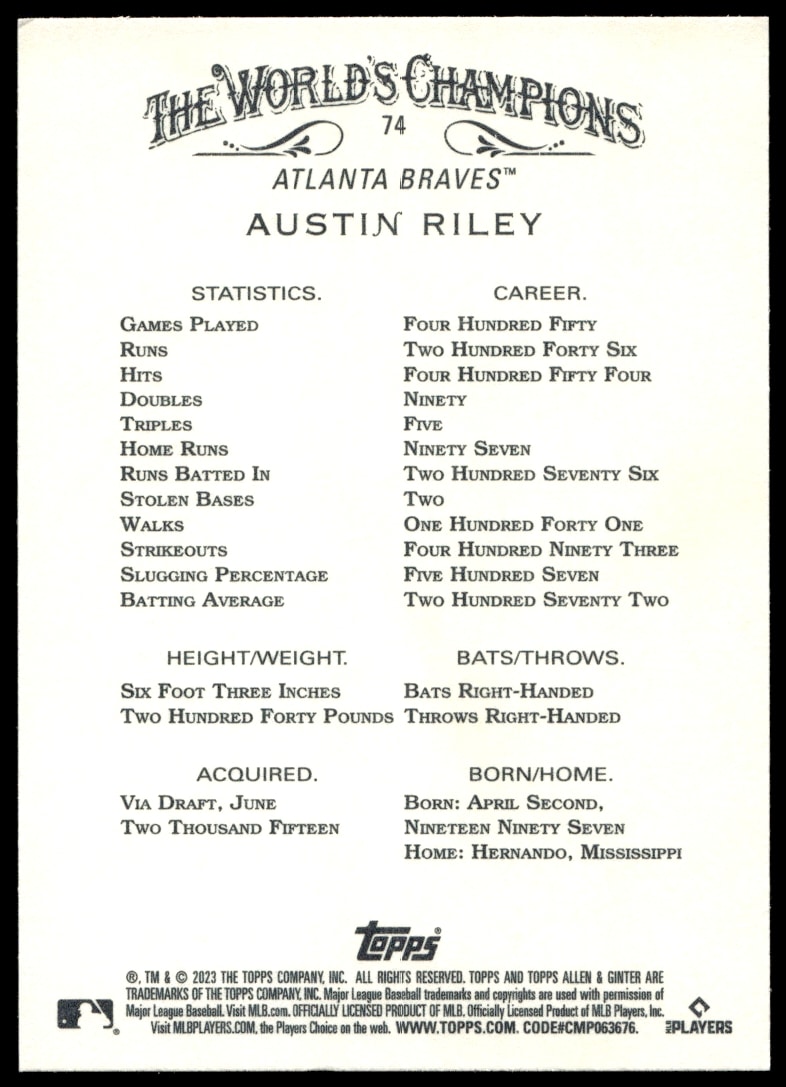 THE WORLD'S CHAMPIONS
74
ATLANTA BRAVES™
AUSTIN RILEY
STATISTICS. CAREER.
GAMES PLAYED FOUR HUNDRED FIFTY
RUNS TWO HUNDRED FORTY SIX
HITS FOUR HUNDRED FIFTY FOUR
DOUBLES NINETY
TRIPLES FIVE
HOME RUNS NINETY SEVEN
RUNS BATTED IN TWO HUNDRED SEVENTY SIX
STOLEN BASES TWO
WALKS ONE HUNDRED FORTY ONE
STRIKEOUTS FOUR HUNDRED NINETY THREE
SLUGGING PERCENTAGE FIVE HUNDRED SEVEN
BATTING AVERAGE TWO HUNDRED SEVENTY TWO
HEIGHT/WEIGHT. BATS/THROWS.
SIX FOOT THREE INCHES BATS RIGHT-HANDED
TWO HUNDRED FORTY POUNDS THROWS RIGHT-HANDED
ACQUIRED. BORN/HOME.
VIA DRAFT, JUNE BORN: APRIL SECOND,
TWO THOUSAND FIFTEEN NINETEEN NINETY SEVEN
HOME: HERNANDO, MISSISSIPPI
topps®
®, TM & © 2023 THE TOPPS COMPANY, INC. ALL RIGHTS RESERVED. TOPPS AND TOPPS ALLEN & GINTER ARE
TRADEMARKS OF THE TOPPS COMPANY, INC. Major League Baseball trademarks and copyrights are used with permission of
Major League Baseball. Visit MLB.com. OFFICIALLY LICENSED PRODUCT OF MLB. Officially Licensed Product of MLB Players, Inc.
Visit MLBPLAYERS.COM, the Players Choice on the web. WWW.TOPPS.COM. CODE#CMP063676.
MLB PLAYERS